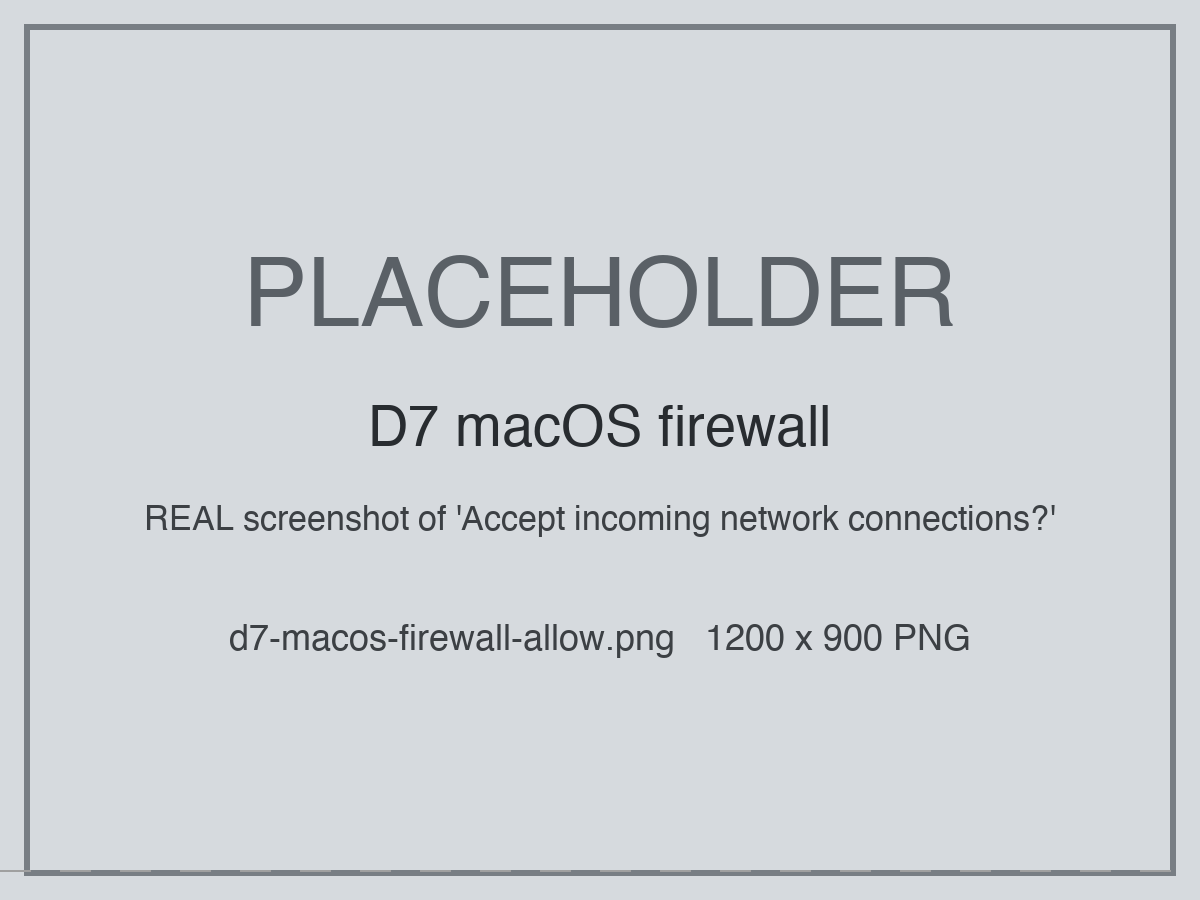 PLACEHOLDER
D7 macOS firewall
REAL screenshot of 'Accept incoming network connections?'
d7-macos-firewall-allow.png 1200 x 900 PNG